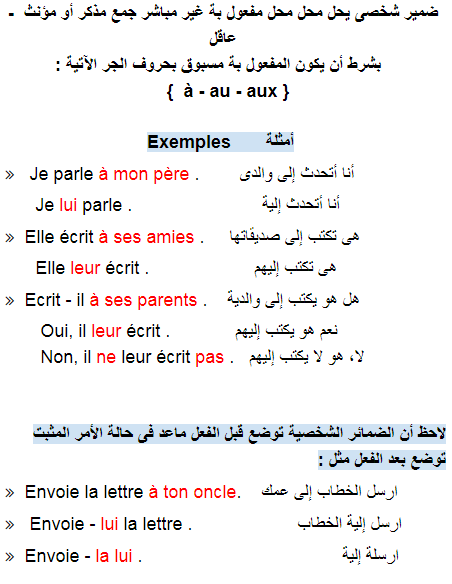 - ضمير شخصى يحل محل محل مفعول بة غير مباشر جمع مذكر أو مؤنث
عاقل
بشرط أن يكون المفعول بة مسبوق بحروف الجر الآتية :
{ à - au - aux }
Exemples أمثلة
» Je parle à mon père . أنا أتحدث إلى والدى
Je lui parle . أنا أتحدث إلية
» Elle écrit à ses amies . هى تكتب إلى صديقاتها
Elle leur écrit . هى تكتب إليهم
» Ecrit - il à ses parents . هل هو يكتب إلى والدية
Oui, il leur écrit . نعم هو يكتب إليهم
Non, il ne leur écrit pas . لا، هو لا يكتب إليهم
لاحظ أن الضمائر الشخصية توضع قبل الفعل ماعد فى حالة الأمر المثبت
توضع بعد الفعل مثل :
» Envoie la lettre à ton oncle. ارسل الخطاب إلى عمك
» Envoie - lui la lettre . ارسل إلية الخطاب
» Envoie - la lui . ارسلة إلية